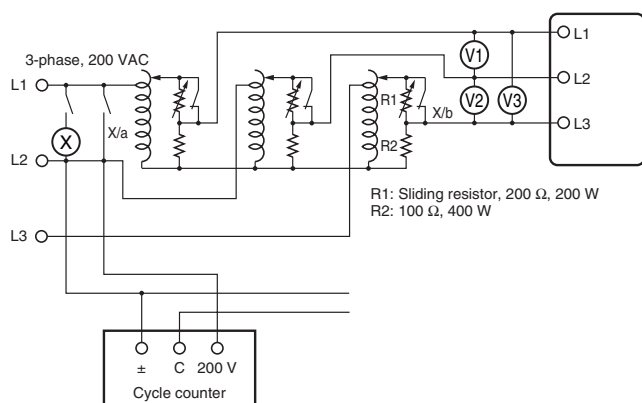 3-phase, 200 VAC
L1
L2
L3
X
X/a
R1
R2
X/b
V1
V2
V3
L1
L2
L3
R1: Sliding resistor, 200 Ω, 200 W
R2: 100 Ω, 400 W
± C 200 V
Cycle counter